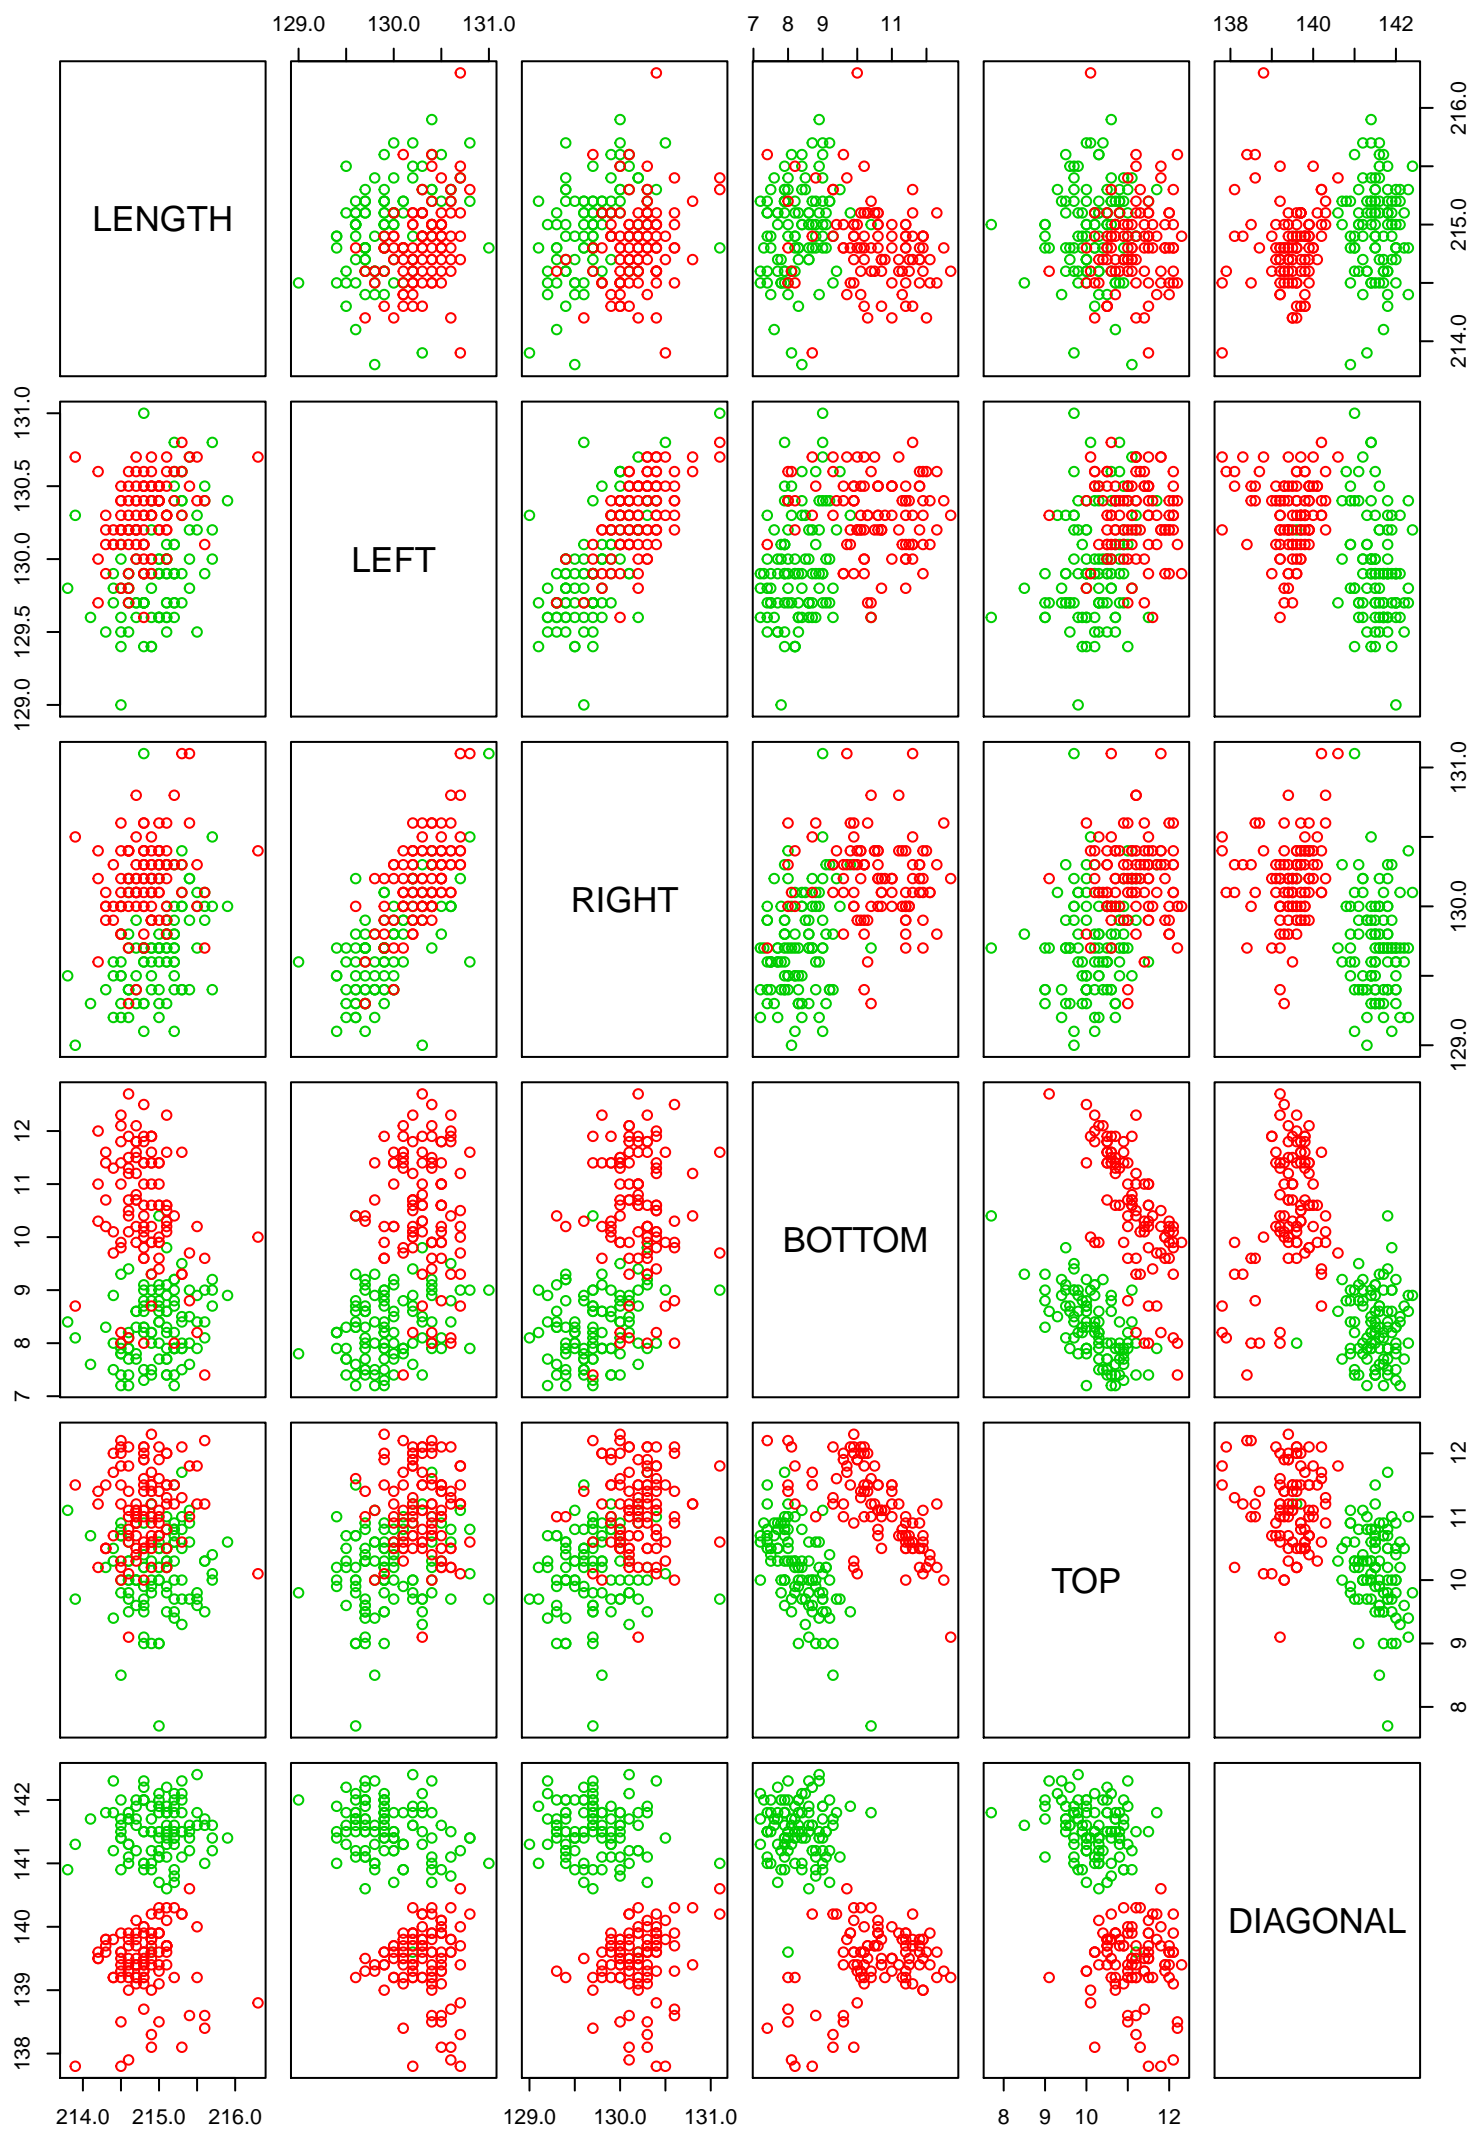 129.0 130.0 131.0 7 8 9 11 138 140 142
LENGTH
214.0 215.0 216.0
129.0 129.5 130.0 130.5 131.0
LEFT
RIGHT
129.0 130.0 131.0
7 8 9 10 11 12
BOTTOM
TOP
8 9 10 11 12
138 139 140 141 142
DIAGONAL
214.0 215.0 216.0 129.0 130.0 131.0 8 9 10 12